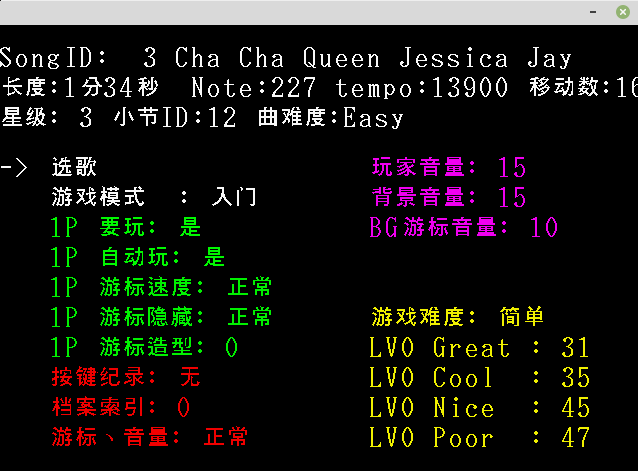 SongID: 3 Cha Cha Queen Jessica Jay
长度:1分34秒 Note:227 tempo:13900 移动数:16
星级: 3 小节ID:12 曲难度:Easy
-> 选歌 玩家音量: 15
游戏模式 : 入门 背景音量: 15
1P 要玩: 是 BG游标音量: 10
1P 自动玩: 是
1P 游标速度: 正常
1P 游标隐藏: 正常 游戏难度: 简单
1P 游标造型: 0 LV0 Great : 31
按键纪录: 无 LV0 Cool : 35
档案索引: 0 LV0 Nice : 45
游标丶音量: 正常 LV0 Poor : 47